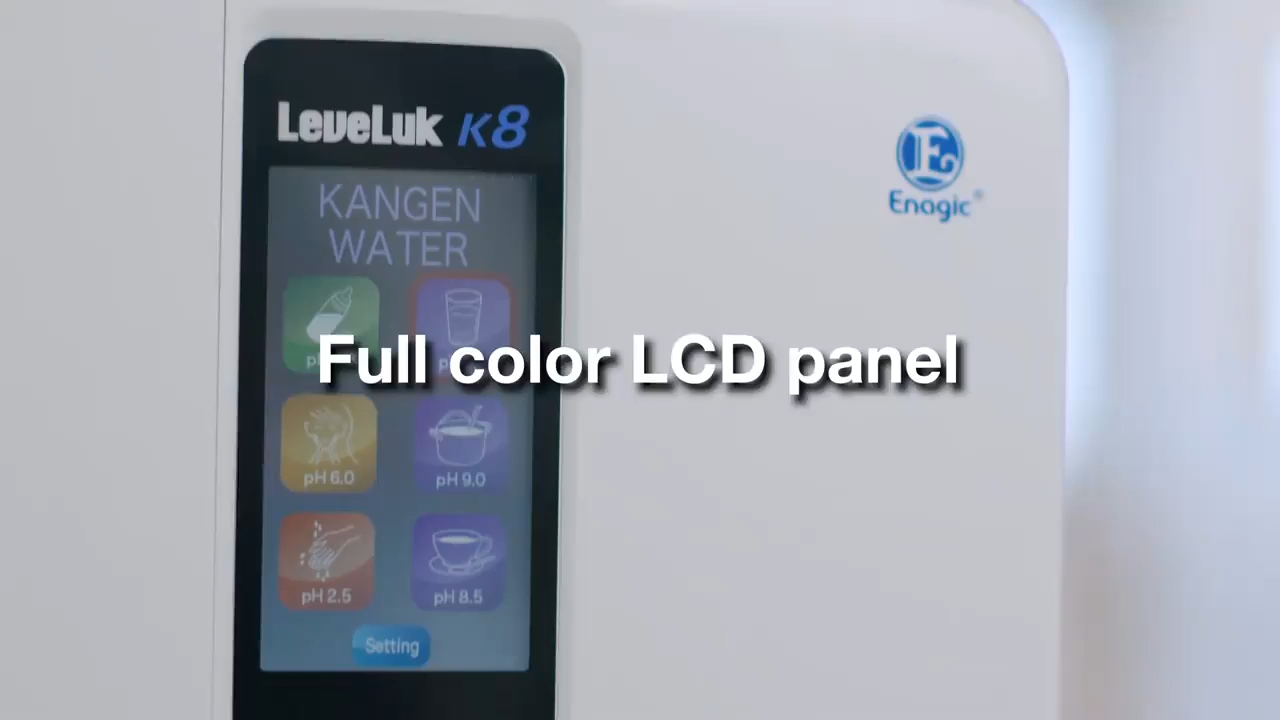 LeveLuk K8
E
Enagic®
KANGEN
WATER
Full color LCD panel
pH 6.0
pH 9.0
pH 2.5
pH 8.5
Setting